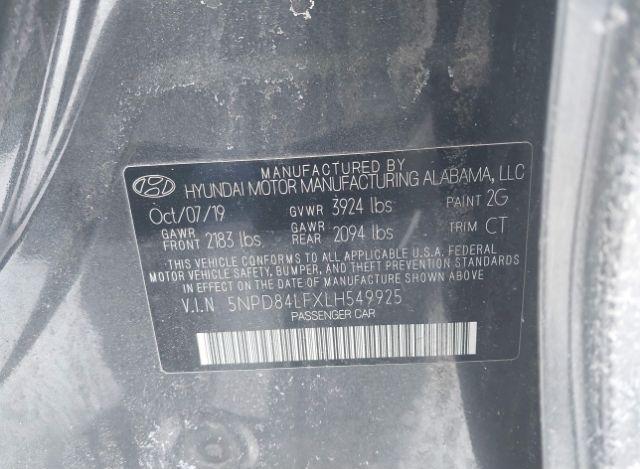 MANUFACTURED BY
HYUNDAI MOTOR MANUFACTURING ALABAMA, LLC
Oct/07/19 GVWR 3924 lbs PAINT 2G
GAWR FRONT 2183 lbs GAWR REAR 2094 lbs TRIM CT
THIS VEHICLE CONFORMS TO ALL APPLICABLE U.S.A. FEDERAL
MOTOR VEHICLE SAFETY, BUMPER, AND THEFT PREVENTION STANDARDS
IN EFFECT ON THE DATE OF MANUFACTURE SHOWN ABOVE.
V.I.N 5NPD84LFXLH549925
PASSENGER CAR